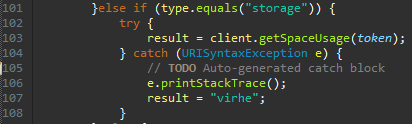 101 }else if (type.equals("storage")) {
102 try {
103 result = client.getSpaceUsage(token);
104 } catch (URISyntaxException e) {
105 // TODO Auto-generated catch block
106 e.printStackTrace();
107 result = "virhe";
108 }